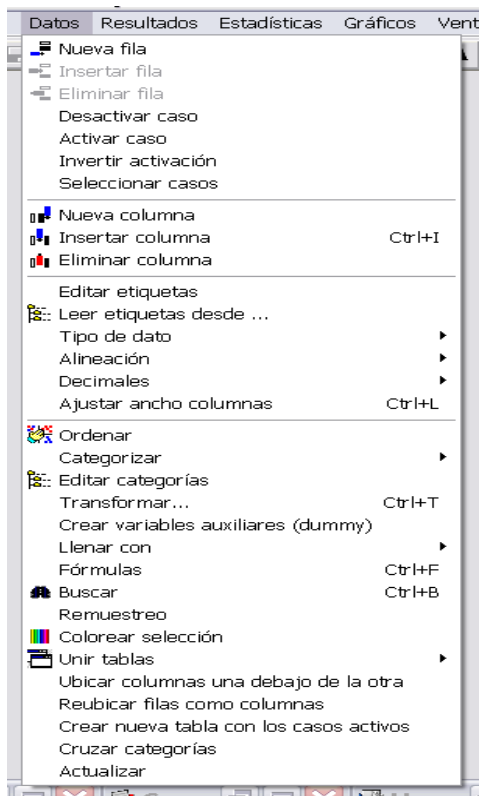 Datos Resultados Estadísticas Gráficos Vent
Nueva fila
Insertar fila
Eliminar fila
Desactivar caso
Activar caso
Invertir activación
Seleccionar casos
Nueva columna
Insertar columna Ctrl+I
Eliminar columna
Editar etiquetas
Leer etiquetas desde ...
Tipo de dato
Alineación
Decimales
Ajustar ancho columnas Ctrl+L
Ordenar
Categorizar
Editar categorías
Transformar... Ctrl+T
Crear variables auxiliares (dummy)
Llenar con
Fórmulas Ctrl+F
Buscar Ctrl+B
Remuestreo
Colorear selección
Unir tablas
Ubicar columnas una debajo de la otra
Reubicar filas como columnas
Crear nueva tabla con los casos activos
Cruzar categorías
Actualizar